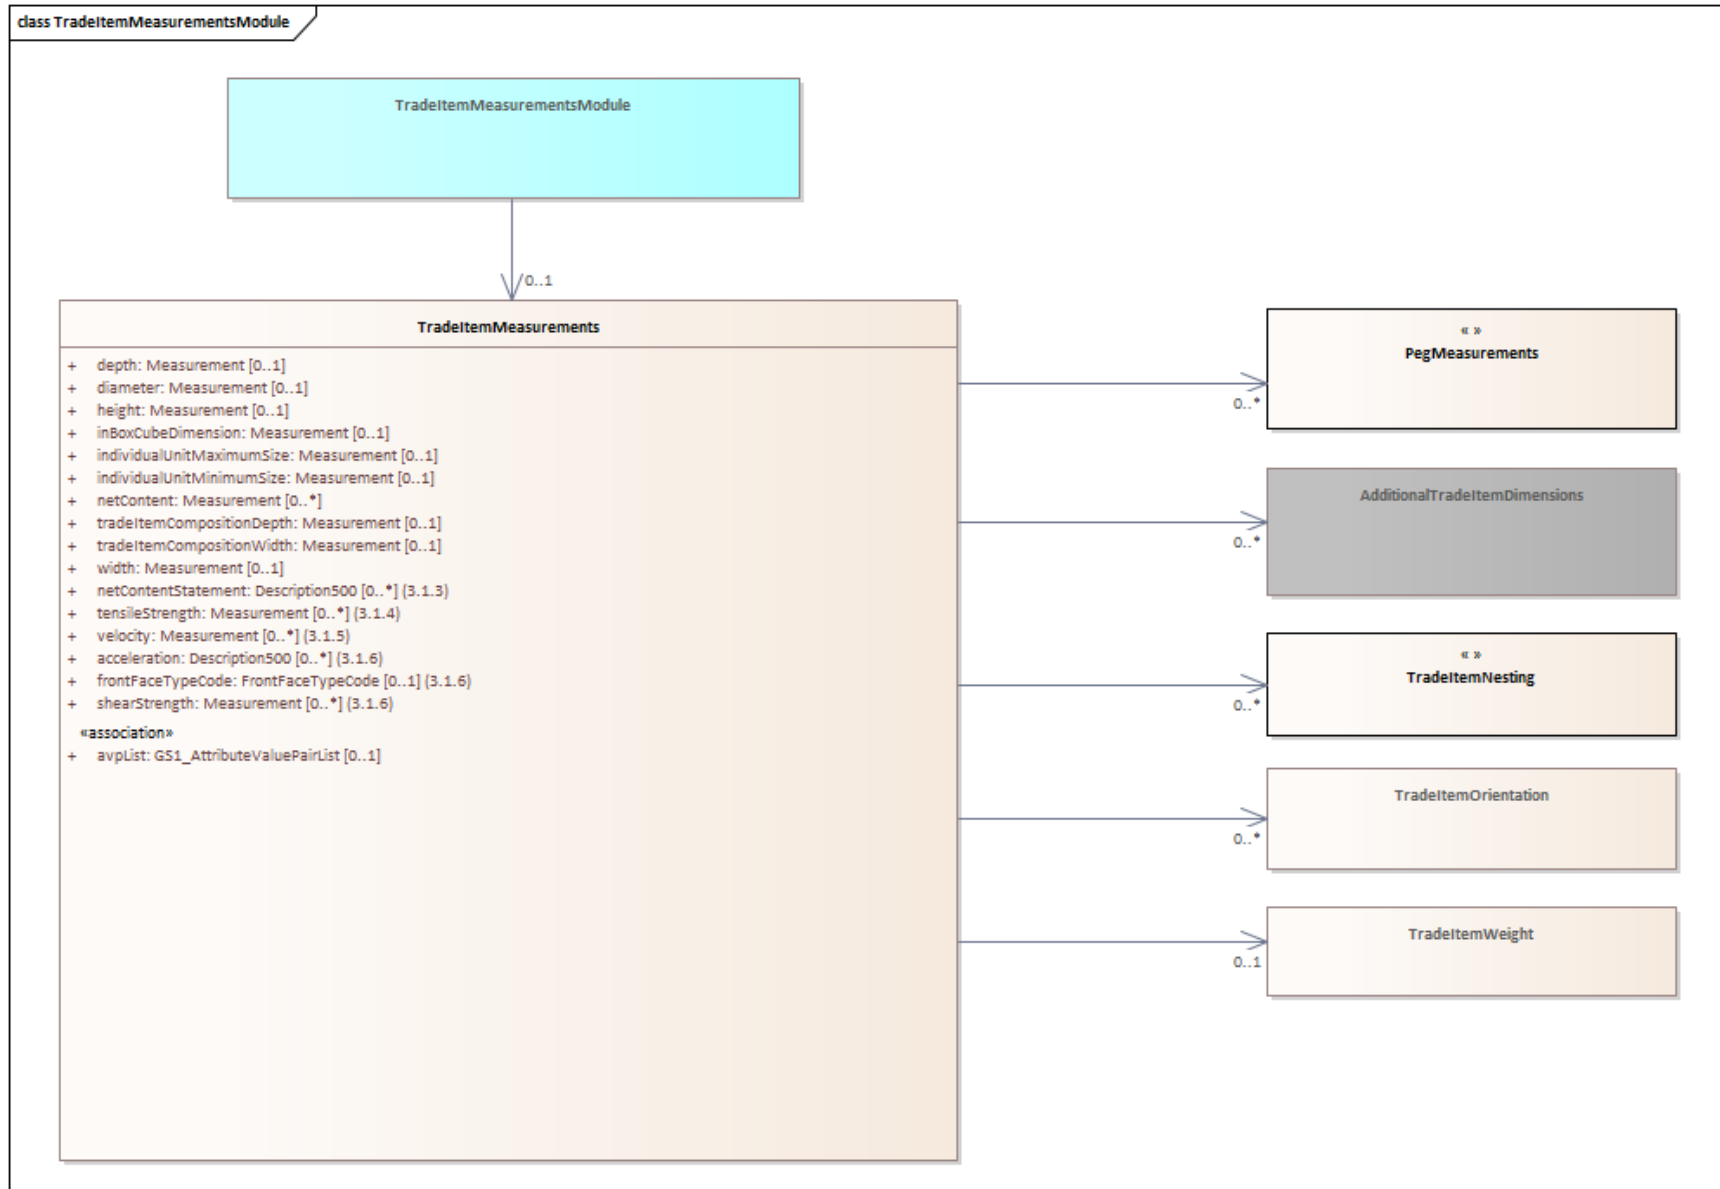 class TradeItemMeasurementsModule
TradeItemMeasurementsModule
0..1
TradeItemMeasurements
+ depth: Measurement [0..1]
+ diameter: Measurement [0..1]
+ height: Measurement [0..1]
+ inBoxCubeDimension: Measurement [0..1]
+ individualUnitMaximumSize: Measurement [0..1]
+ individualUnitMinimumSize: Measurement [0..1]
+ netContent: Measurement [0..*]
+ tradeItemCompositionDepth: Measurement [0..1]
+ tradeItemCompositionWidth: Measurement [0..1]
+ width: Measurement [0..1]
+ netContentStatement: Description500 [0..*] (3.1.3)
+ tensileStrength: Measurement [0..*] (3.1.4)
+ velocity: Measurement [0..*] (3.1.5)
+ acceleration: Description500 [0..*] (3.1.6)
+ frontFaceTypeCode: FrontFaceTypeCode [0..1] (3.1.6)
+ shearStrength: Measurement [0..*] (3.1.6)
«association»
+ avpList: GS1_AttributeValuePairList [0..1]
« »
PegMeasurements
0..*
AdditionalTradeItemDimensions
0..*
« »
TradeItemNesting
0..*
TradeItemOrientation
0..*
TradeItemWeight
0..1